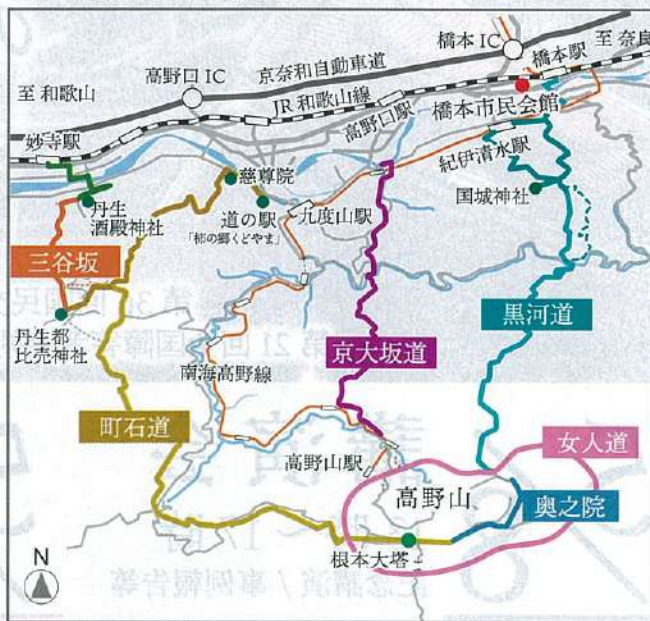 橋本IC
橋本駅
至 奈良
京奈和自動車道
高野口IC
至 和歌山
JR和歌山線
高野口駅
橋本市民会館
妙寺駅
紀伊清水駅
慈尊院
国城神社
丹生
酒殿神社
道の駅
「柿の郷くどやま」
九度山駅
三谷坂
黒河道
丹生都
比売神社
京大坂道
南海高野線
町石道
女人道
高野山駅
高野山
奥之院
根本大塔
N